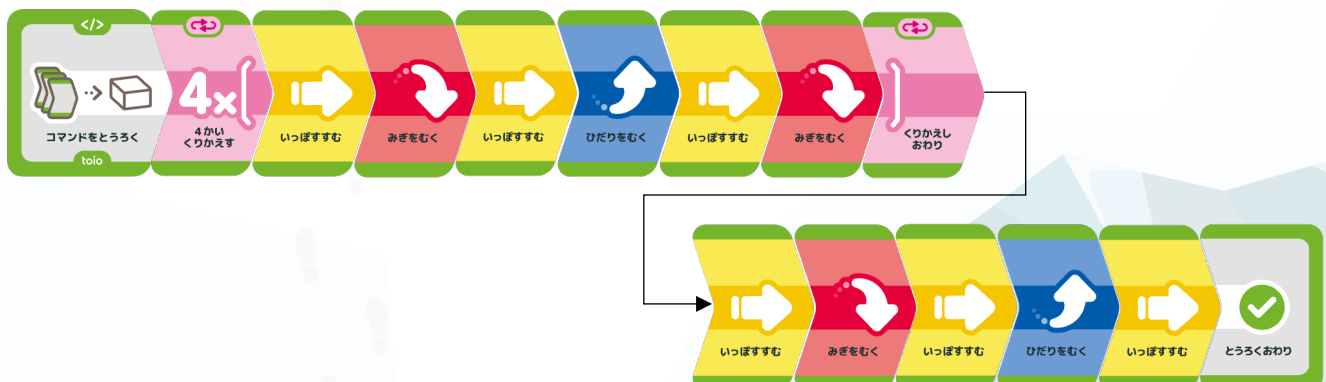 </>
コマンドをとうろく
toio
4x[
4かい
くりかえす
いっぽすすむ
みぎをむく
いっぽすすむ
ひだりをむく
いっぽすすむ
みぎをむく
]
くりかえし
おわり
いっぽすすむ
みぎをむく
いっぽすすむ
ひだりをむく
いっぽすすむ
とうろくおわり